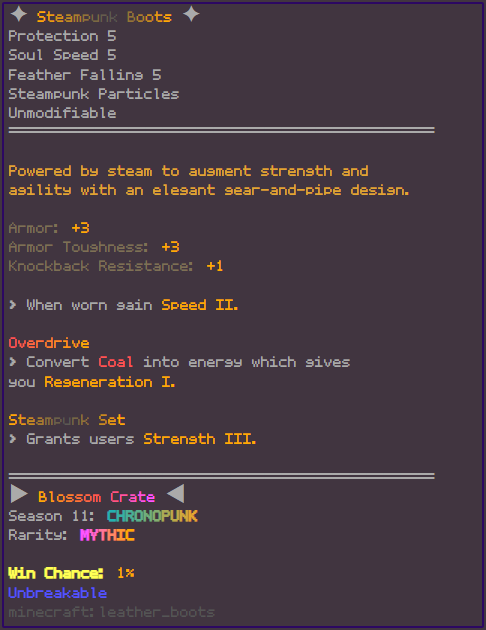 ✦ Steampunk Boots ✦
Protection 5
Soul Speed 5
Feather Falling 5
Steampunk Particles
Unmodifiable
Powered by steam to augment strength and
agility with an elegant gear-and-pipe design.
Armor: +3
Armor Toughness: +3
Knockback Resistance: +1
> When worn gain Speed II.
Overdrive
> Convert Coal into energy which gives
you Regeneration I.
Steampunk Set
> Grants users Strength III.
▶ Blossom Crate ◀
Season 11: CHRONOPUNK
Rarity: MYTHIC
Win Chance: 1%
Unbreakable
minecraft:leather_boots